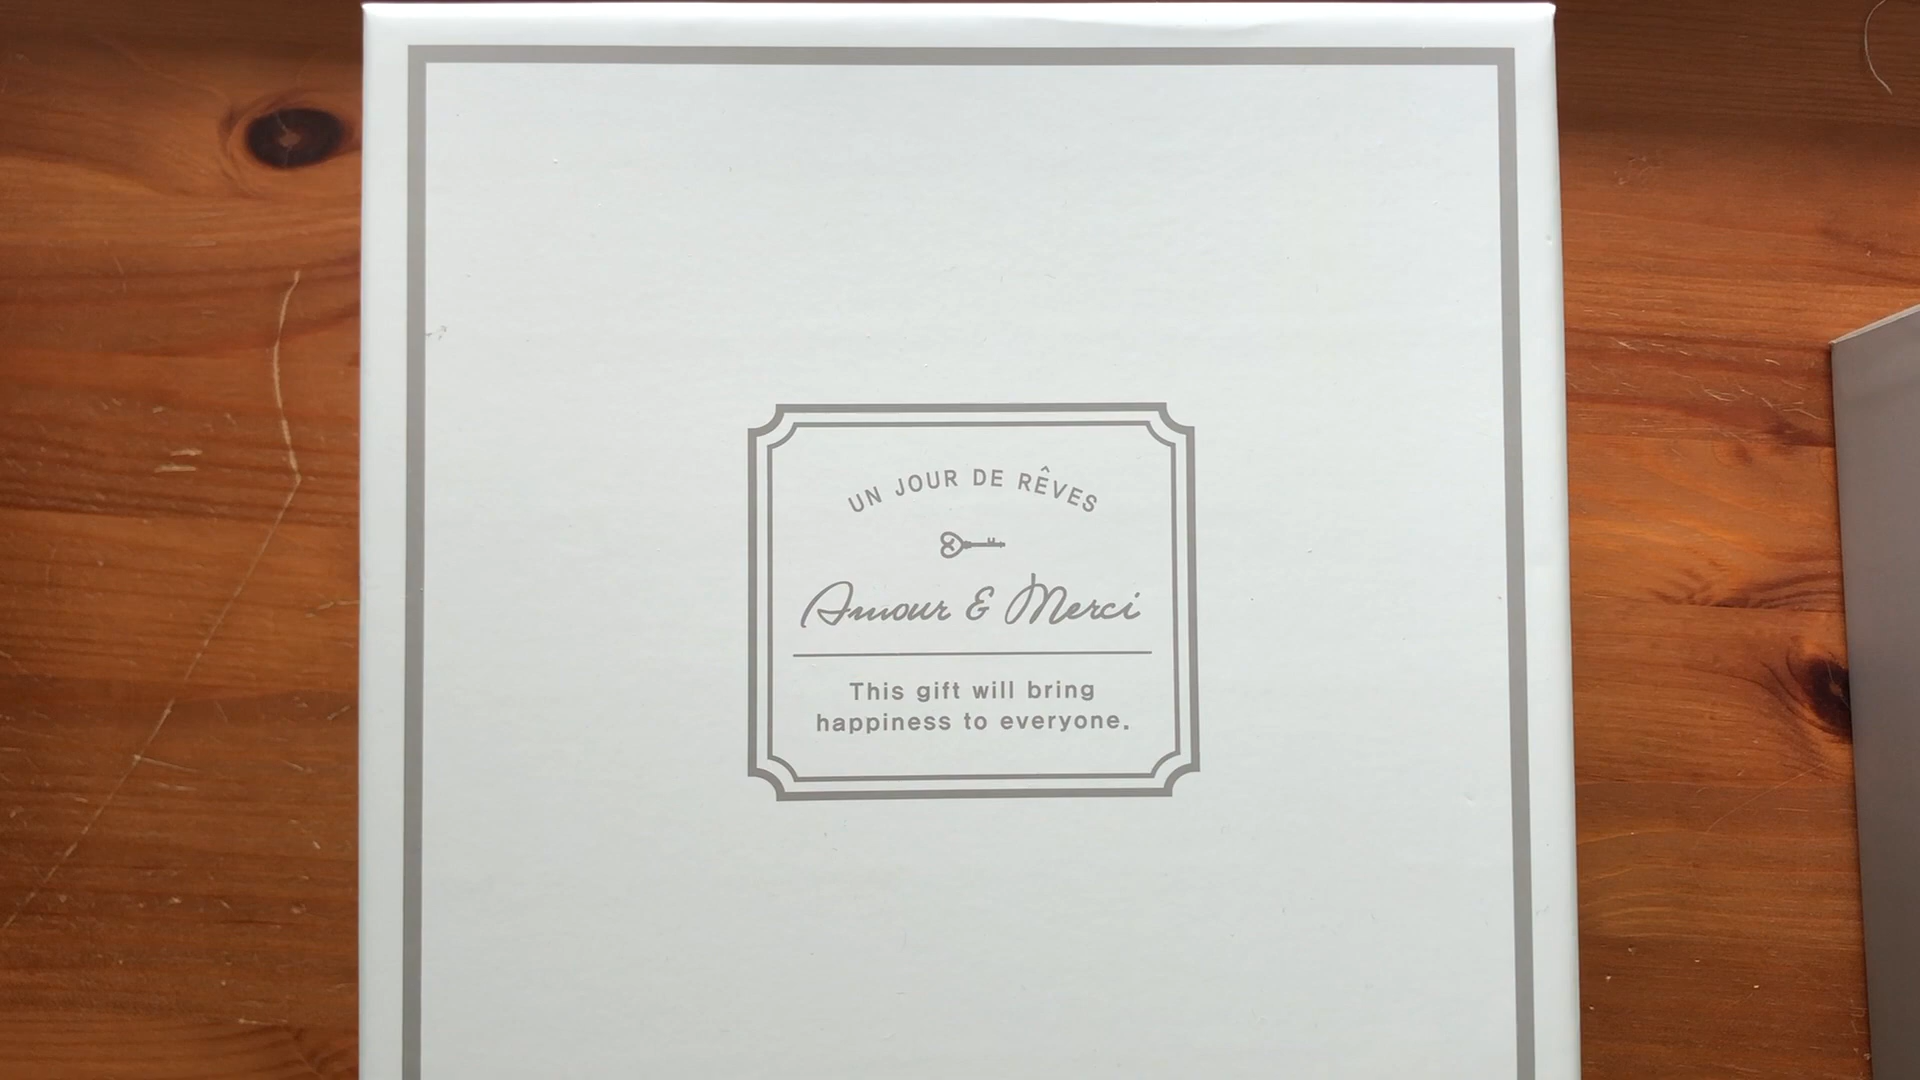 UN JOUR DE RÊVES
Amour & Merci
This gift will bring
happiness to everyone.